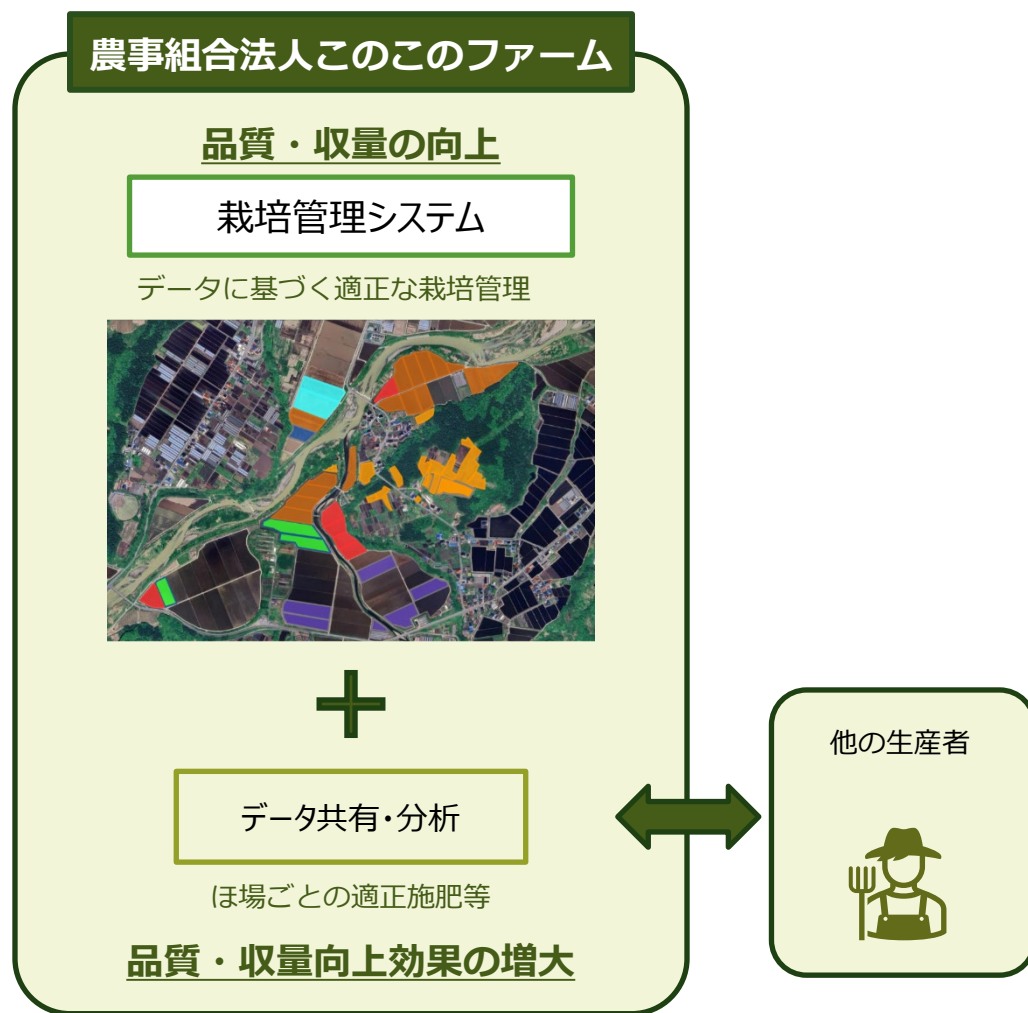 農事組合法人このこのファーム
品質・収量の向上
栽培管理システム
データに基づく適正な栽培管理
データ共有・分析
ほ場ごとの適正施肥等
品質・収量向上効果の増大
他の生産者